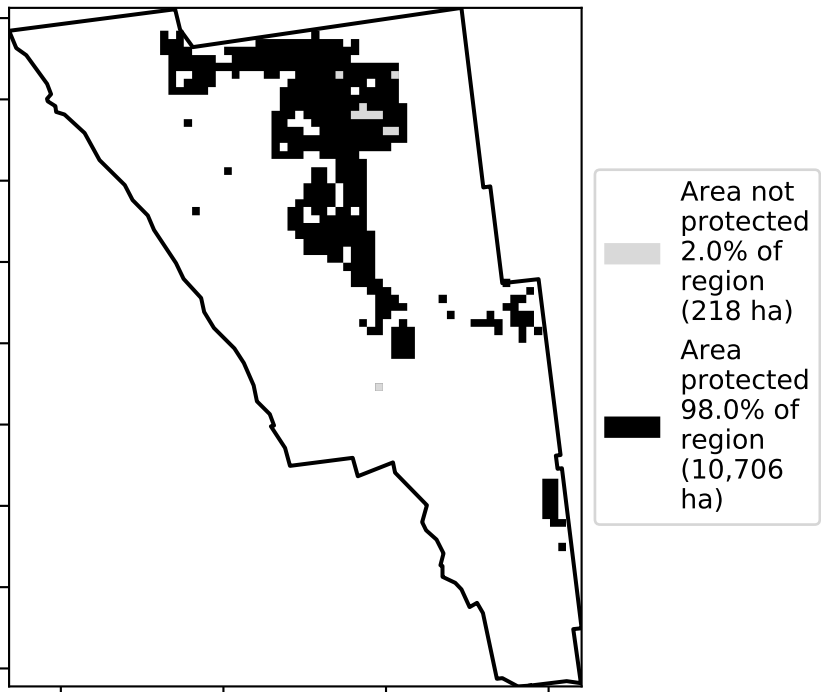 Area not
protected
2.0% of
region
(218 ha)
Area
protected
98.0% of
region
(10,706
ha)